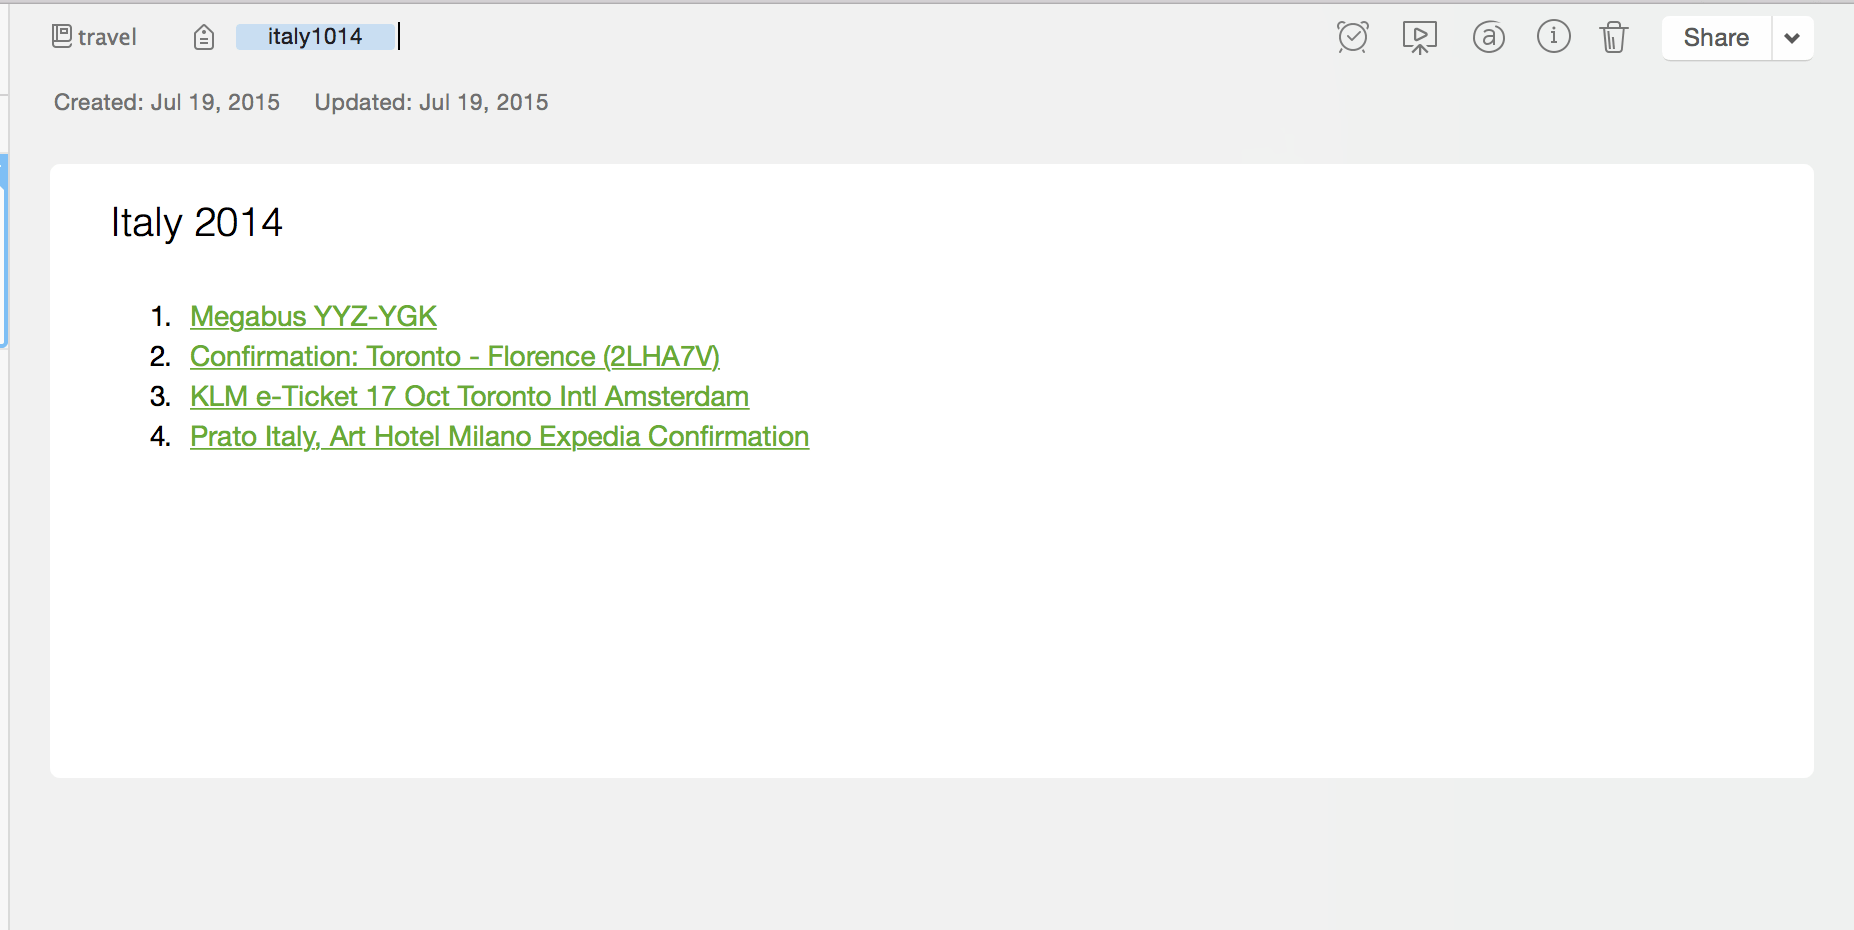 travel italy1014 Share
Created: Jul 19, 2015 Updated: Jul 19, 2015
Italy 2014
1. Megabus YYZ-YGK
2. Confirmation: Toronto - Florence (2LHA7V)
3. KLM e-Ticket 17 Oct Toronto Intl Amsterdam
4. Prato Italy, Art Hotel Milano Expedia Confirmation